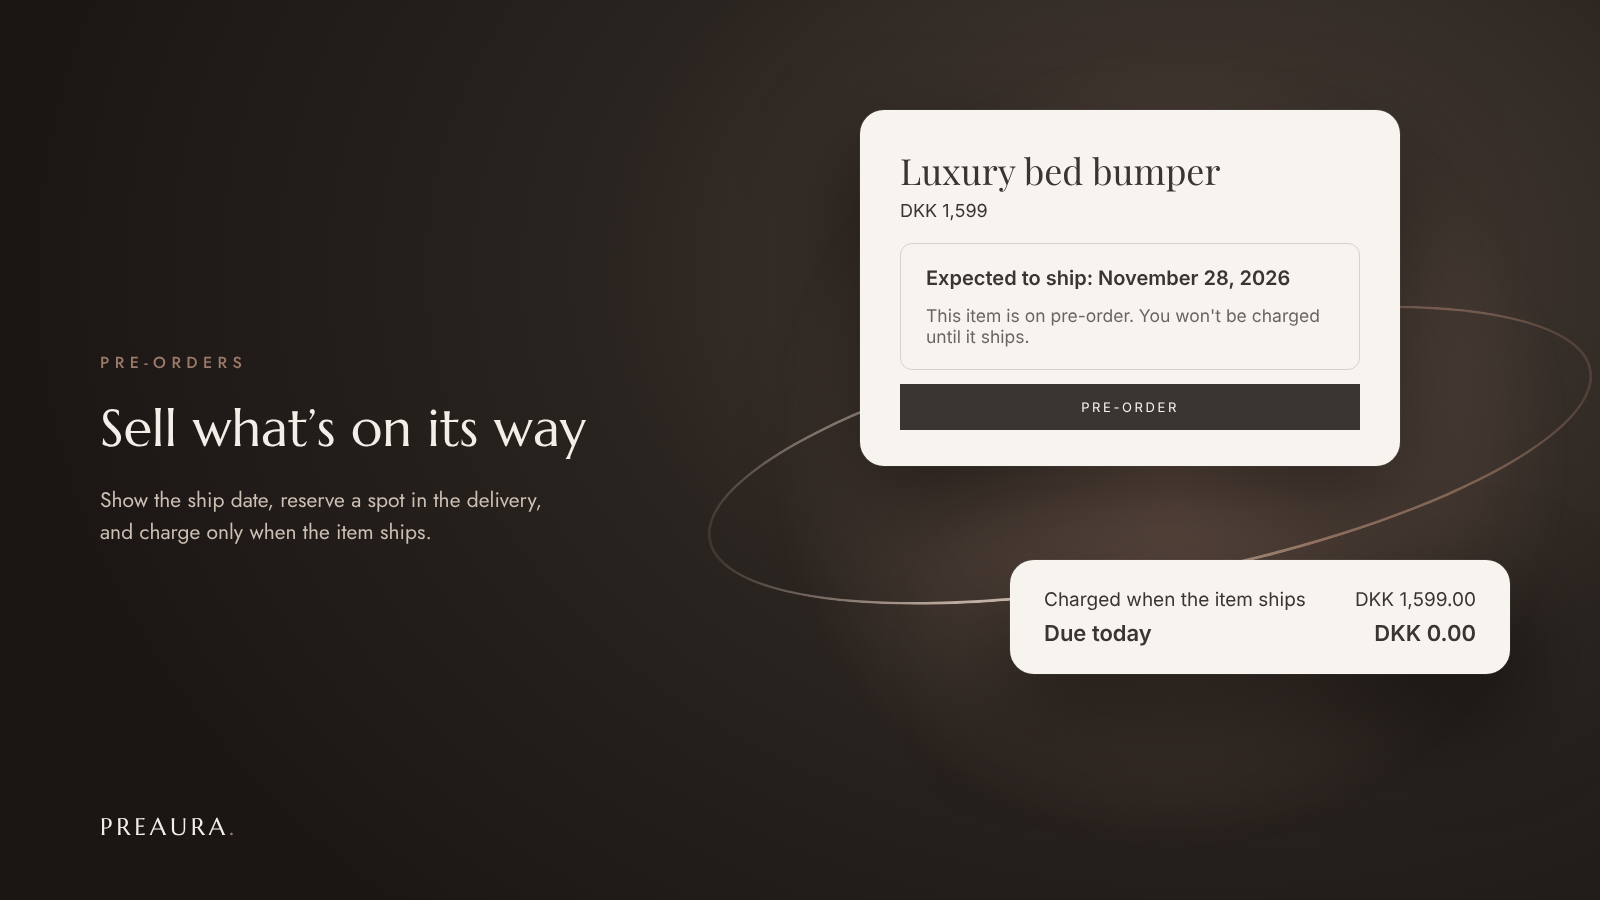 PRE-ORDERS
Sell what’s on its way
Show the ship date, reserve a spot in the delivery,
and charge only when the item ships.
PREAURA.
Luxury bed bumper
DKK 1,599
Expected to ship: November 28, 2026
This item is on pre-order. You won't be charged
until it ships.
PRE-ORDER
Charged when the item ships DKK 1,599.00
Due today DKK 0.00